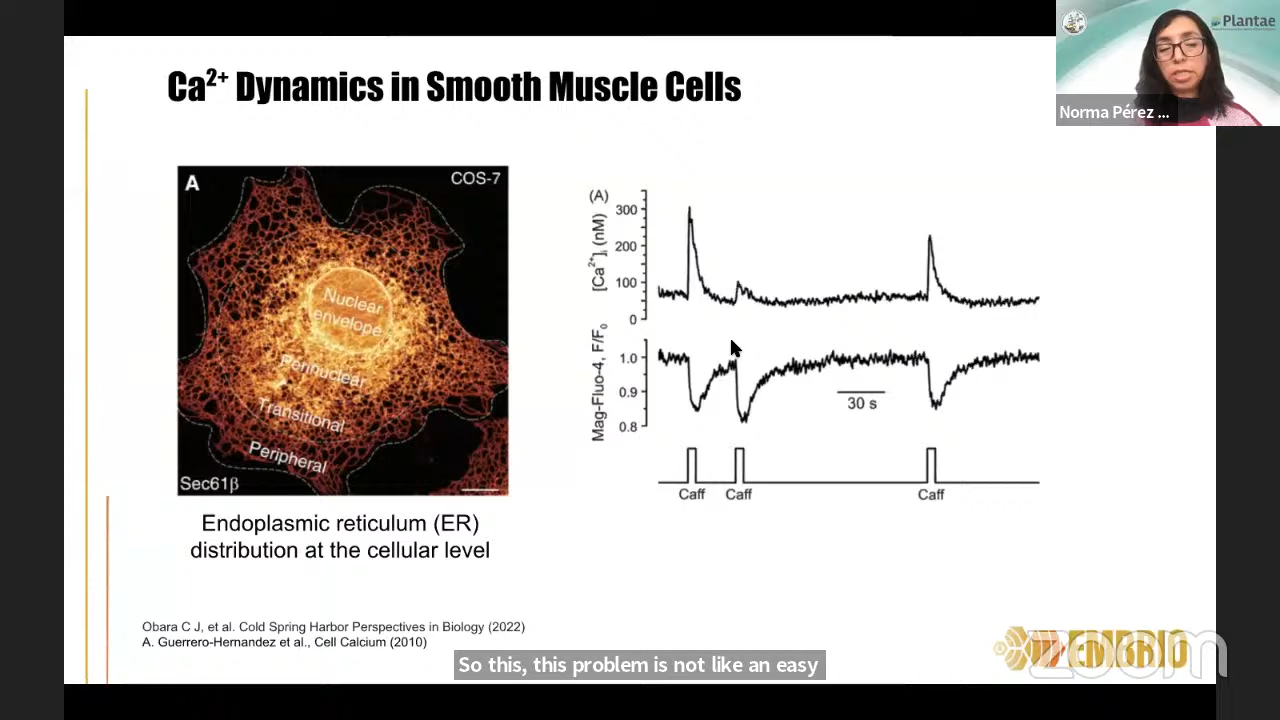 Plantae
Norma Pérez ...
Ca²⁺ Dynamics in Smooth Muscle Cells
A
COS-7
Nuclear
envelope
Perinuclear
Transitional
Peripheral
Sec61β
Endoplasmic reticulum (ER)
distribution at the cellular level
(A)
[Ca²⁺]ᵢ (nM)
300
200
100
0
Mag-Fluo-4, F/F₀
1.0
0.9
0.8
30 s
Caff
Caff
Caff
Obara C J, et al. Cold Spring Harbor Perspectives in Biology (2022)
A. Guerrero-Hernandez et al., Cell Calcium (2010)
EMBRIO
zoom
So this, this problem is not like an easy